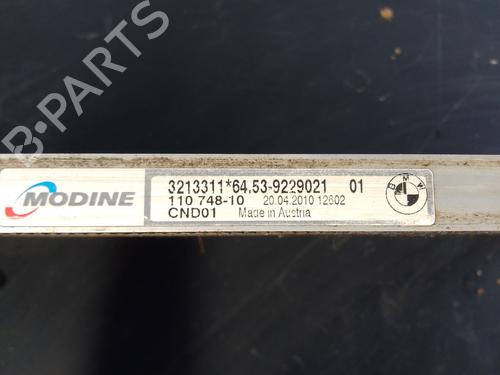 B-PARTS
MODINE
3213311*64.53-9229021 01
110 748-10 20.04.2010 12602
CND01 Made in Austria
BMW